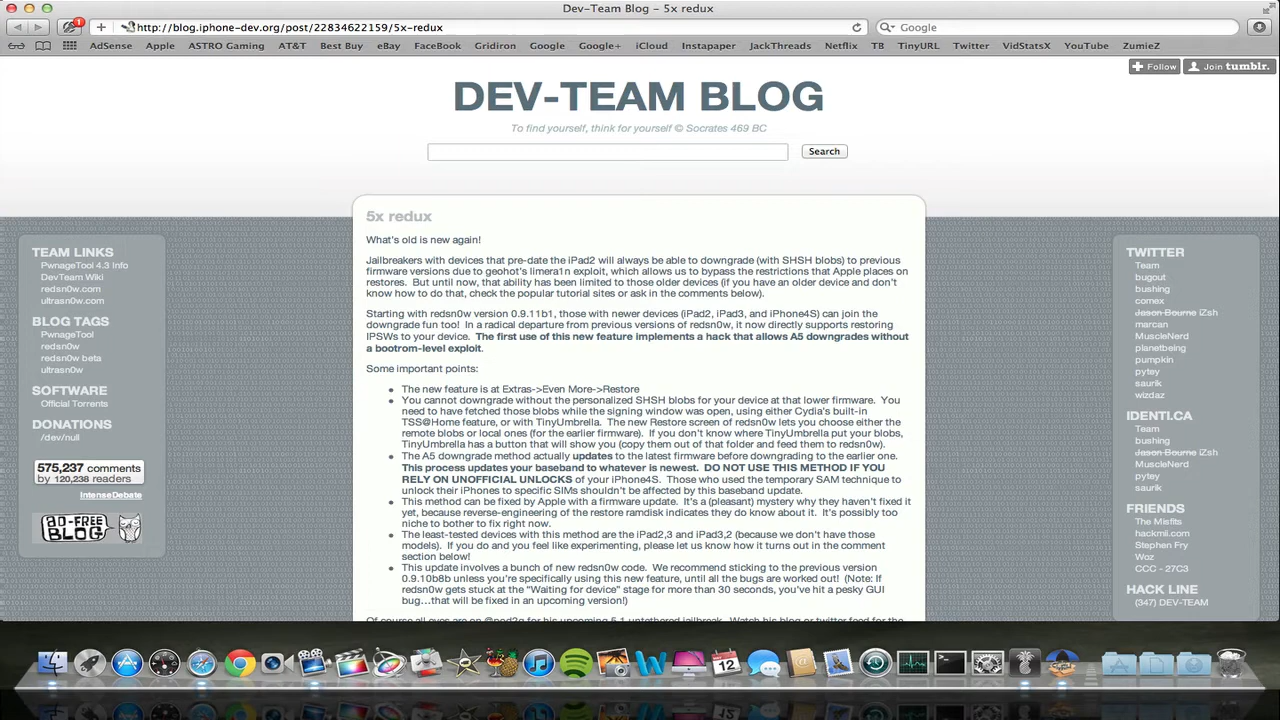 Dev-Team Blog – 5x redux
1
http://blog.iphone-dev.org/post/22834622159/5x-redux
Google
AdSense Apple ASTRO Gaming AT&T Best Buy eBay FaceBook Gridiron Google Google+ iCloud Instapaper JackThreads Netflix TB TinyURL Twitter VidStatsX YouTube ZumieZ
Follow
Join tumblr.
DEV-TEAM BLOG
To find yourself, think for yourself © Socrates 469 BC
Search
TEAM LINKS
PwnageTool 4.3 Info
DevTeam Wiki
redsn0w.com
ultrasn0w.com
BLOG TAGS
PwnageTool
redsn0w
redsn0w beta
ultrasn0w
SOFTWARE
Official Torrents
DONATIONS
/dev/null
575,237 comments
by 120,238 readers
IntenseDebate
AD-FREE
BLOG
5x redux
What's old is new again!
Jailbreakers with devices that pre-date the iPad2 will always be able to downgrade (with SHSH blobs) to previous
firmware versions due to geohot's limera1n exploit, which allows us to bypass the restrictions that Apple places on
restores.  But until now, that ability has been limited to those older devices (if you have an older device and don't
know how to do that, check the popular tutorial sites or ask in the comments below).
Starting with redsn0w version 0.9.11b1, those with newer devices (iPad2, iPad3, and iPhone4S) can join the
downgrade fun too!  In a radical departure from previous versions of redsn0w, it now directly supports restoring
IPSWs to your device.  The first use of this new feature implements a hack that allows A5 downgrades without
a bootrom-level exploit.
Some important points:
The new feature is at Extras->Even More->Restore
You cannot downgrade without the personalized SHSH blobs for your device at that lower firmware.  You
need to have fetched those blobs while the signing window was open, using either Cydia's built-in
TSS@Home feature, or with TinyUmbrella.  The new Restore screen of redsn0w lets you choose either the
remote blobs or local ones (for the earlier firmware).  If you don't know where TinyUmbrella put your blobs,
TinyUmbrella has a button that will show you (copy them out of that folder and feed them to redsn0w).
The A5 downgrade method actually updates to the latest firmware before downgrading to the earlier one.
This process updates your baseband to whatever is newest.  DO NOT USE THIS METHOD IF YOU
RELY ON UNOFFICIAL UNLOCKS of your iPhone4S.  Those who used the temporary SAM technique to
unlock their iPhones to specific SIMs shouldn't be affected by this baseband update.
This method can be fixed by Apple with a firmware update.  It's a (pleasant) mystery why they haven't fixed it
yet, because reverse-engineering of the restore ramdisk indicates they do know about it.  It's possibly too
niche to bother to fix right now.
The least-tested devices with this method are the iPad2,3 and iPad3,2 (because we don't have those
models).  If you do and you feel like experimenting, please let us know how it turns out in the comment
section below!
This update involves a bunch of new redsn0w code.  We recommend sticking to the previous version
0.9.10b8b unless you're specifically using this new feature, until all the bugs are worked out!  (Note: If
redsn0w gets stuck at the "Waiting for device" stage for more than 30 seconds, you've hit a pesky GUI
bug…that will be fixed in an upcoming version!)
Of course all eyes are on @pod2g for his upcoming 5.1 untethered jailbreak.  Watch his blog or twitter feed for the
TWITTER
Team
bugout
bushing
comex
Jason Bourne iZsh
marcan
MuscleNerd
planetbeing
pumpkin
pytey
saurik
wizdaz
IDENTI.CA
Team
bushing
Jason Bourne iZsh
MuscleNerd
pytey
saurik
FRIENDS
The Misfits
hackmii.com
Stephen Fry
Woz
CCC - 27C3
HACK LINE
(347) DEV-TEAM
12